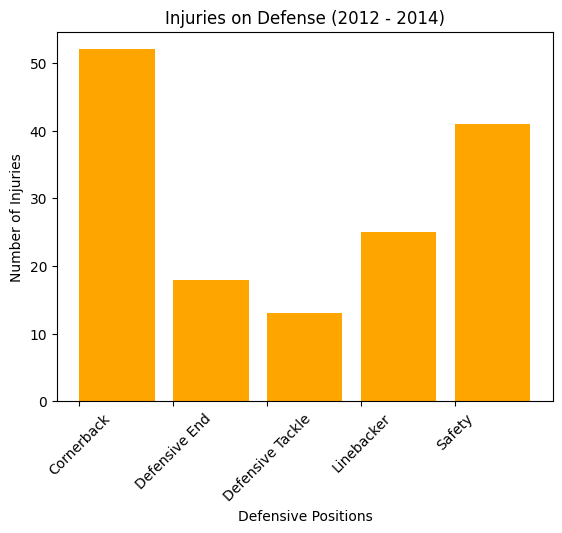 Injuries on Defense (2012 - 2014)
Number of Injuries
50
40
30
20
10
0
Cornerback
Defensive End
Defensive Tackle
Linebacker
Safety
Defensive Positions